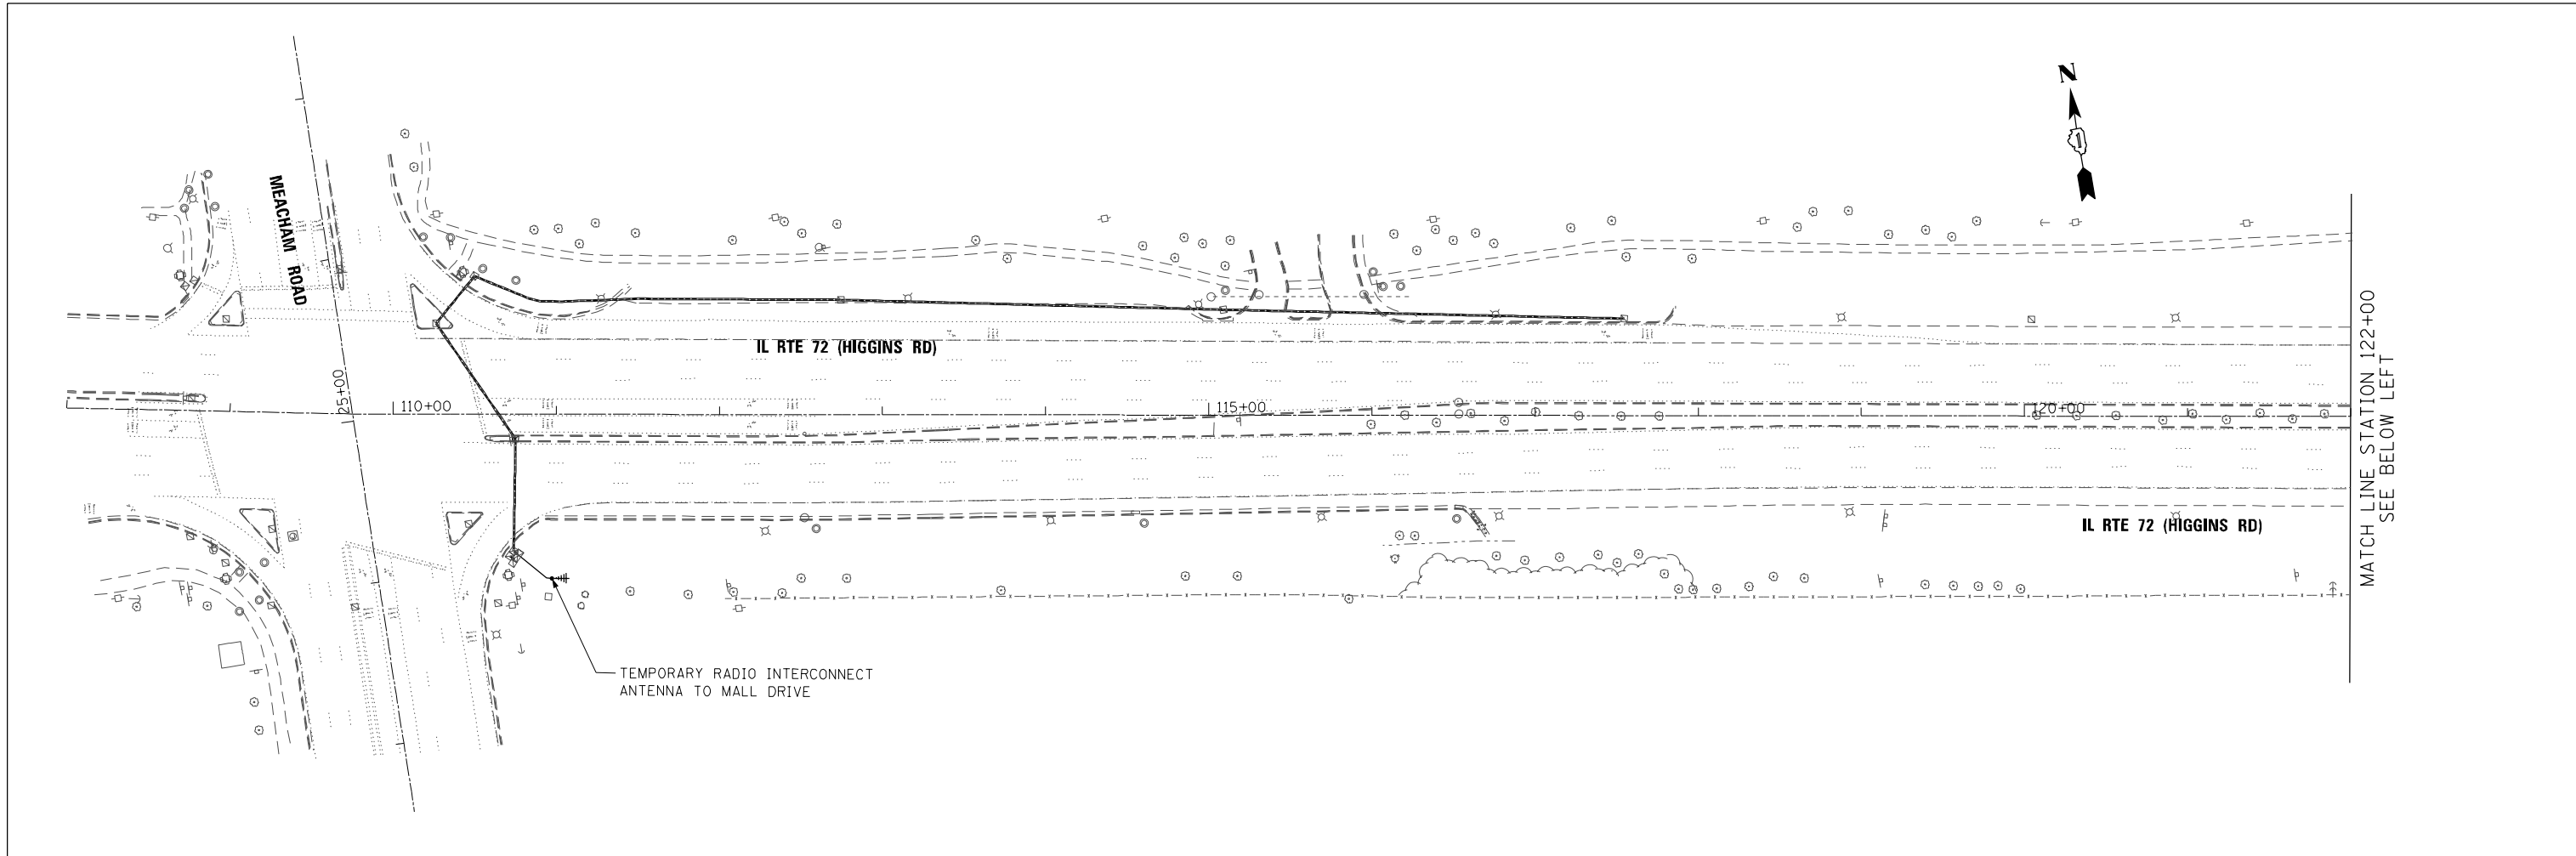 N
MEACHAM ROAD
IL RTE 72 (HIGGINS RD)
25+00
110+00
115+00
120+00
MATCH LINE STATION 122+00
SEE BELOW LEFT
IL RTE 72 (HIGGINS RD)
TEMPORARY RADIO INTERCONNECT
ANTENNA TO MALL DRIVE